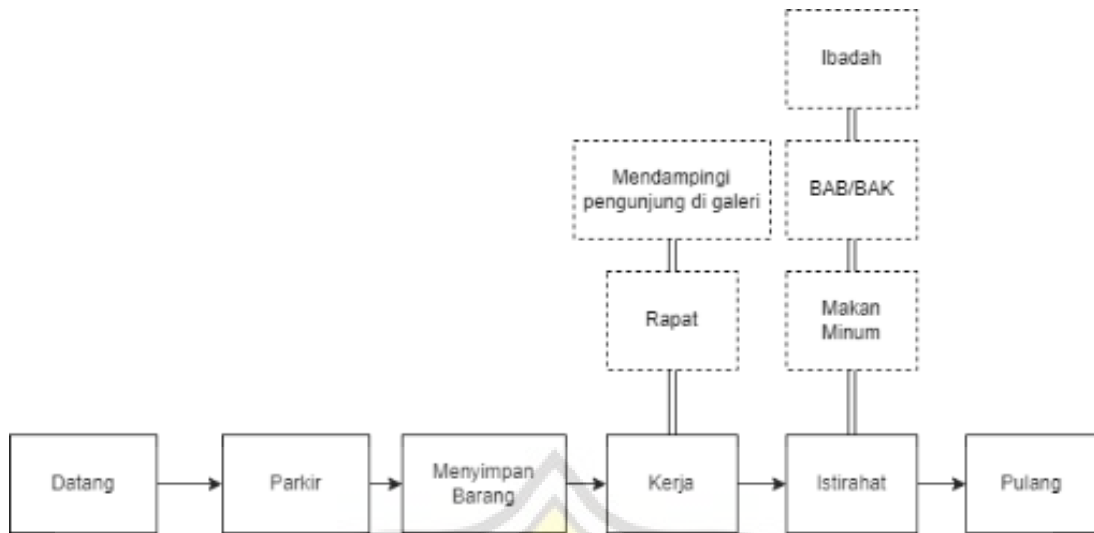 Ibadah
Mendampingi
pengunjung di galeri
BAB/BAK
Rapat
Makan
Minum
Datang
Parkir
Menyimpan
Barang
Kerja
Istirahat
Pulang